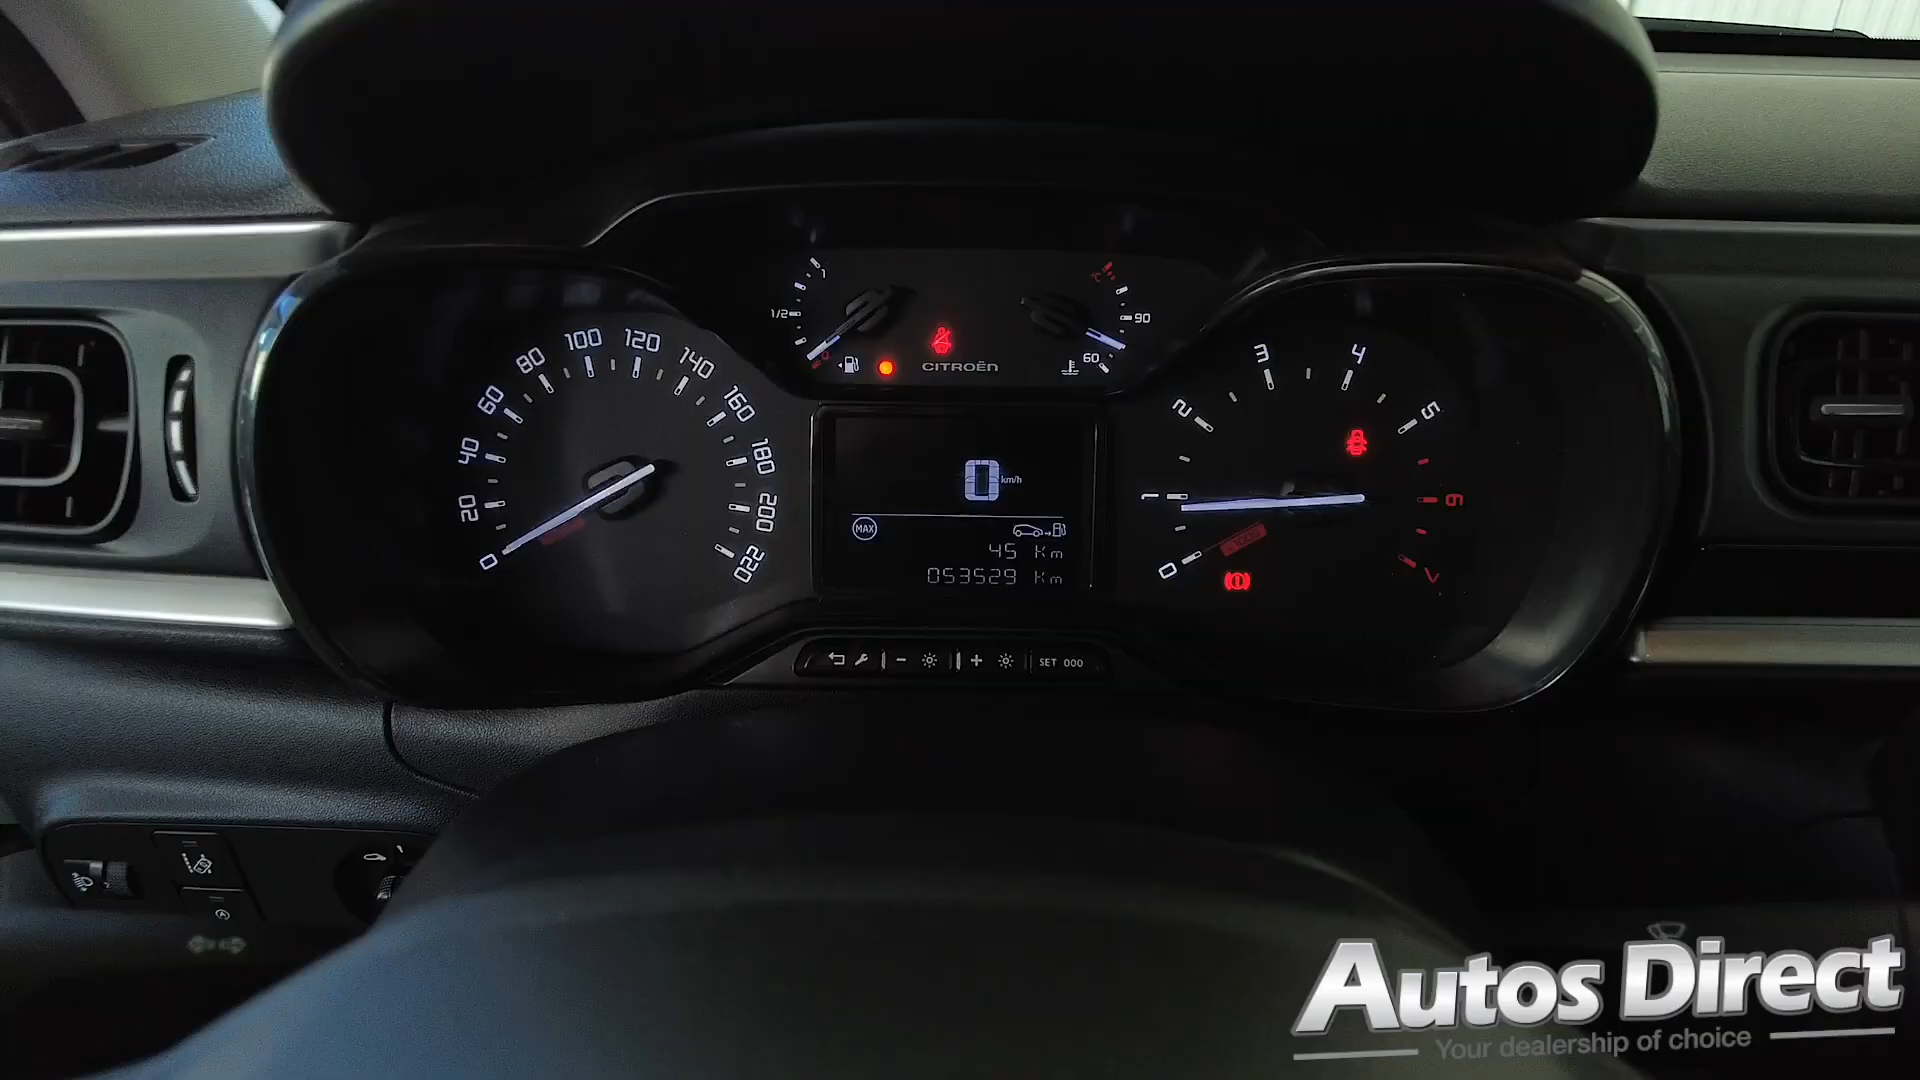 1
1/2
0
°C
90
60
CITROËN
0
20
40
60
80
100
120
140
160
180
200
220
0 km/h
MAX
45 Km
053529 Km
0
1
2
3
4
5
6
7
- + SET 000
Autos Direct
Your dealership of choice